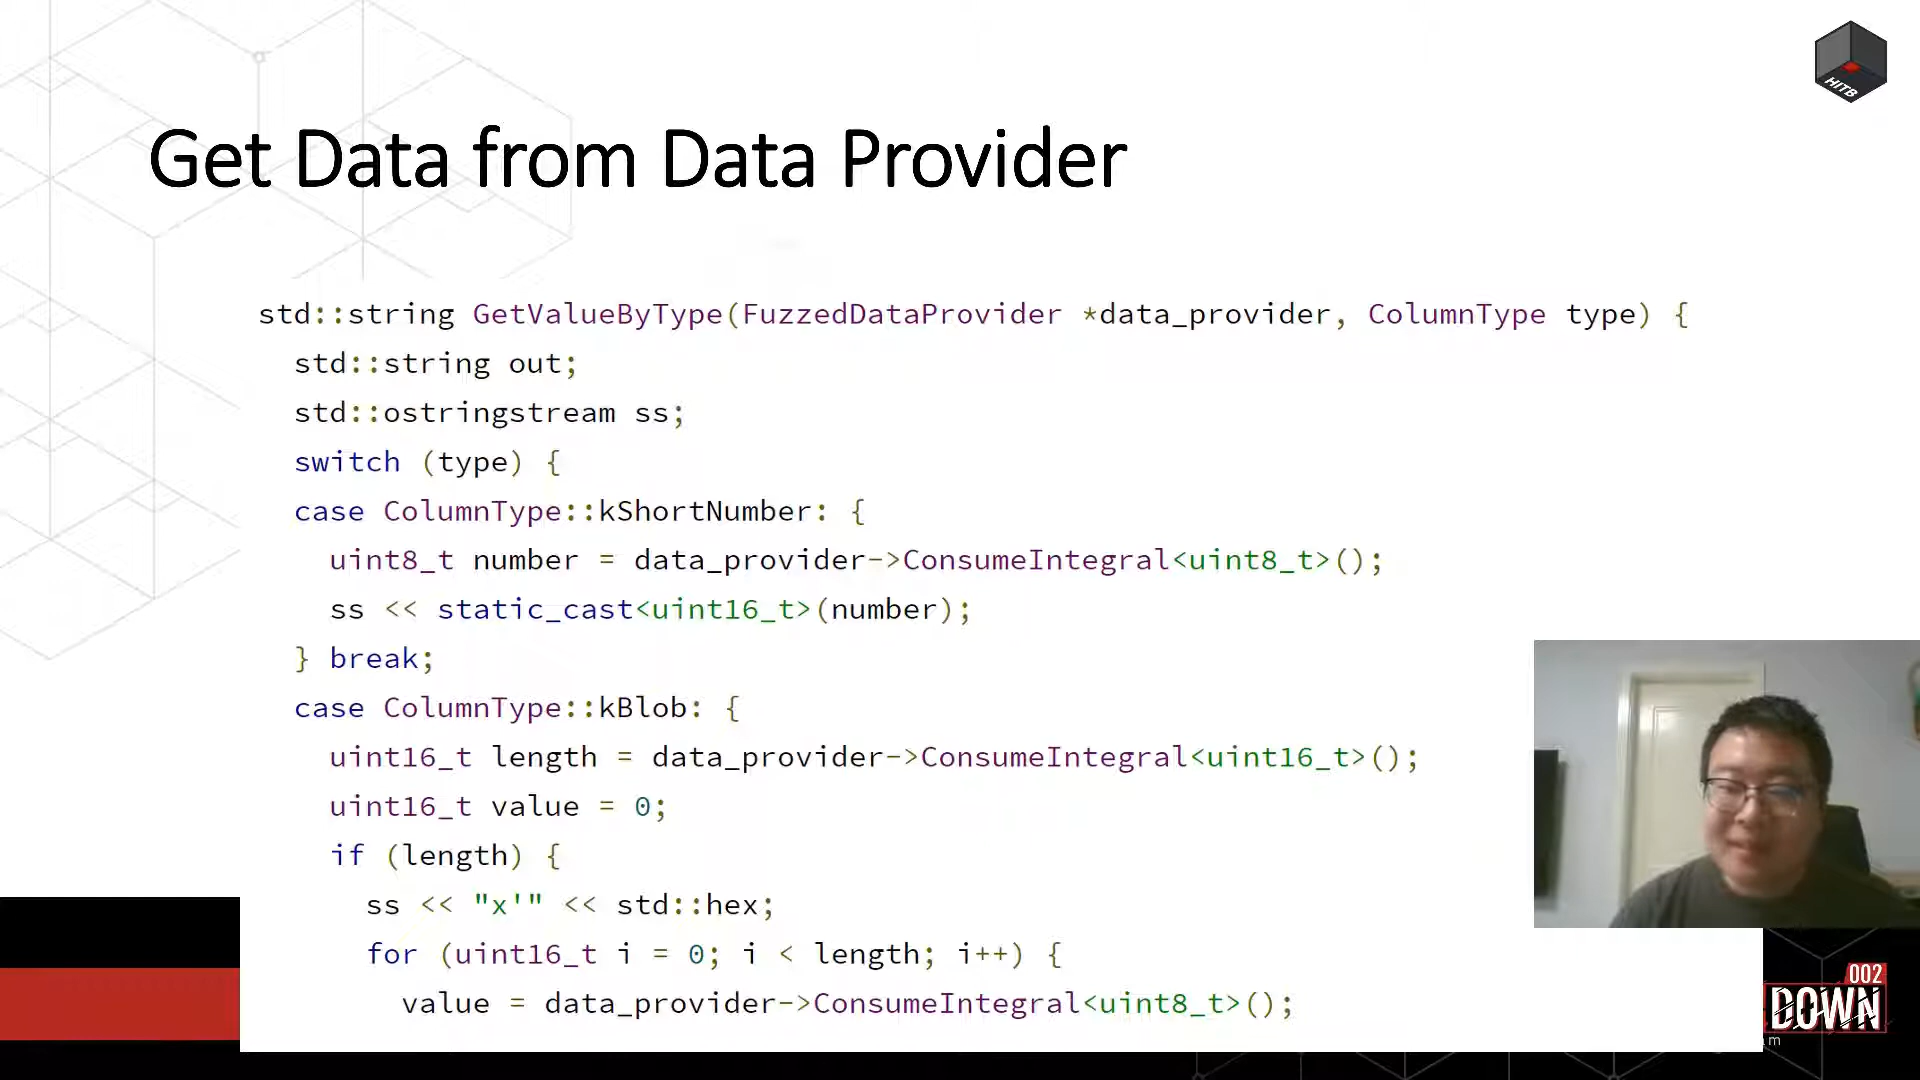 HITB
Get Data from Data Provider
std::string GetValueByType(FuzzedDataProvider *data_provider, ColumnType type) {
std::string out;
std::ostringstream ss;
switch (type) {
case ColumnType::kShortNumber: {
uint8_t number = data_provider->ConsumeIntegral<uint8_t>();
ss << static_cast<uint16_t>(number);
} break;
case ColumnType::kBlob: {
uint16_t length = data_provider->ConsumeIntegral<uint16_t>();
uint16_t value = 0;
if (length) {
ss << "x'" << std::hex;
for (uint16_t i = 0; i < length; i++) {
value = data_provider->ConsumeIntegral<uint8_t>();
002
DOWN